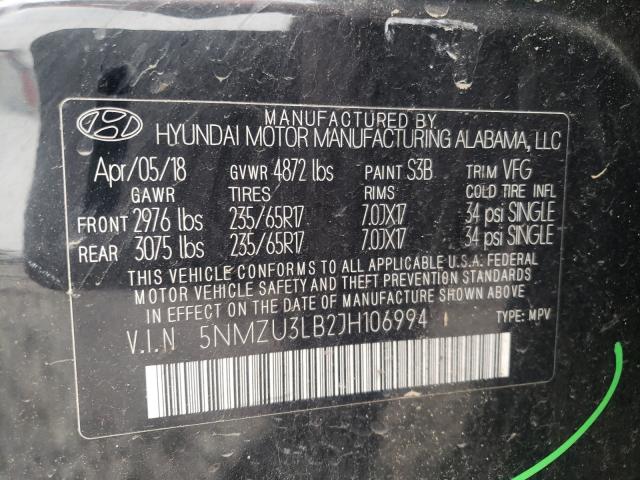 MANUFACTURED BY
HYUNDAI MOTOR MANUFACTURING ALABAMA, LLC
Apr/05/18 GVWR 4872 lbs PAINT S3B TRIM VFG
GAWR TIRES RIMS COLD TIRE INFL
FRONT 2976 lbs 235/65R17 7.0JX17 34 psi SINGLE
REAR 3075 lbs 235/65R17 7.0JX17 34 psi SINGLE
THIS VEHICLE CONFORMS TO ALL APPLICABLE U.S.A. FEDERAL
MOTOR VEHICLE SAFETY AND THEFT PREVENTION STANDARDS
IN EFFECT ON THE DATE OF MANUFACTURE SHOWN ABOVE.
V.I.N 5NMZU3LB2JH106994 TYPE: MPV